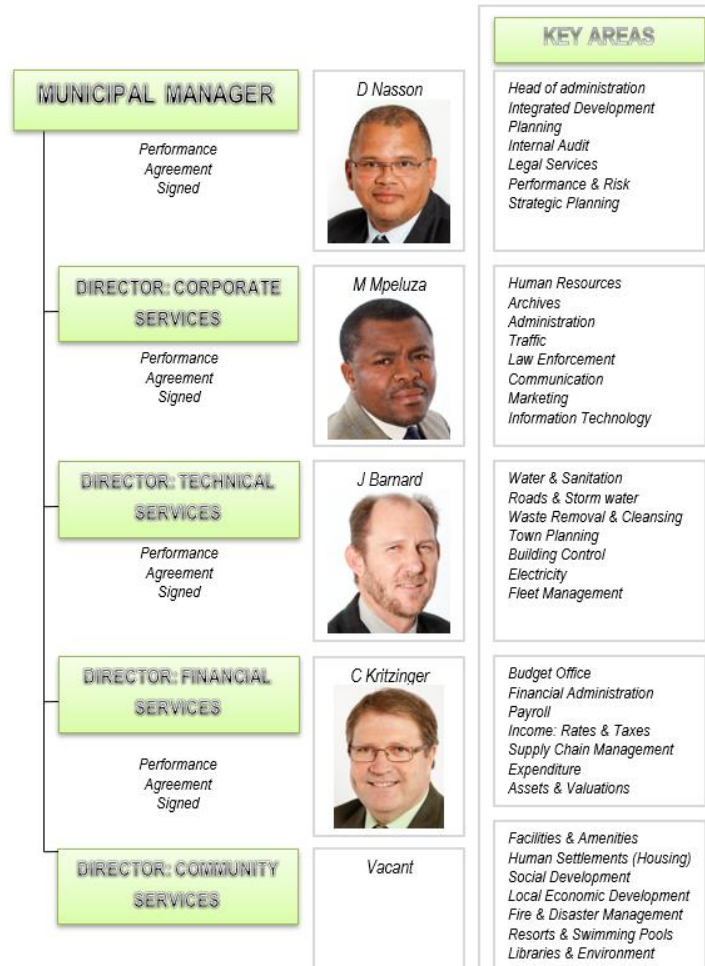 KEY AREAS
MUNICIPAL MANAGER
Performance
Agreement
Signed
D Nasson
Head of administration
Integrated Development
Planning
Internal Audit
Legal Services
Performance & Risk
Strategic Planning
DIRECTOR: CORPORATE
SERVICES
Performance
Agreement
Signed
M Mpeluza
Human Resources
Archives
Administration
Traffic
Law Enforcement
Communication
Marketing
Information Technology
DIRECTOR: TECHNICAL
SERVICES
Performance
Agreement
Signed
J Barnard
Water & Sanitation
Roads & Storm water
Waste Removal & Cleansing
Town Planning
Building Control
Electricity
Fleet Management
DIRECTOR: FINANCIAL
SERVICES
Performance
Agreement
Signed
C Kritzinger
Budget Office
Financial Administration
Payroll
Income: Rates & Taxes
Supply Chain Management
Expenditure
Assets & Valuations
DIRECTOR: COMMUNITY
SERVICES
Vacant
Facilities & Amenities
Human Settlements (Housing)
Social Development
Local Economic Development
Fire & Disaster Management
Resorts & Swimming Pools
Libraries & Environment